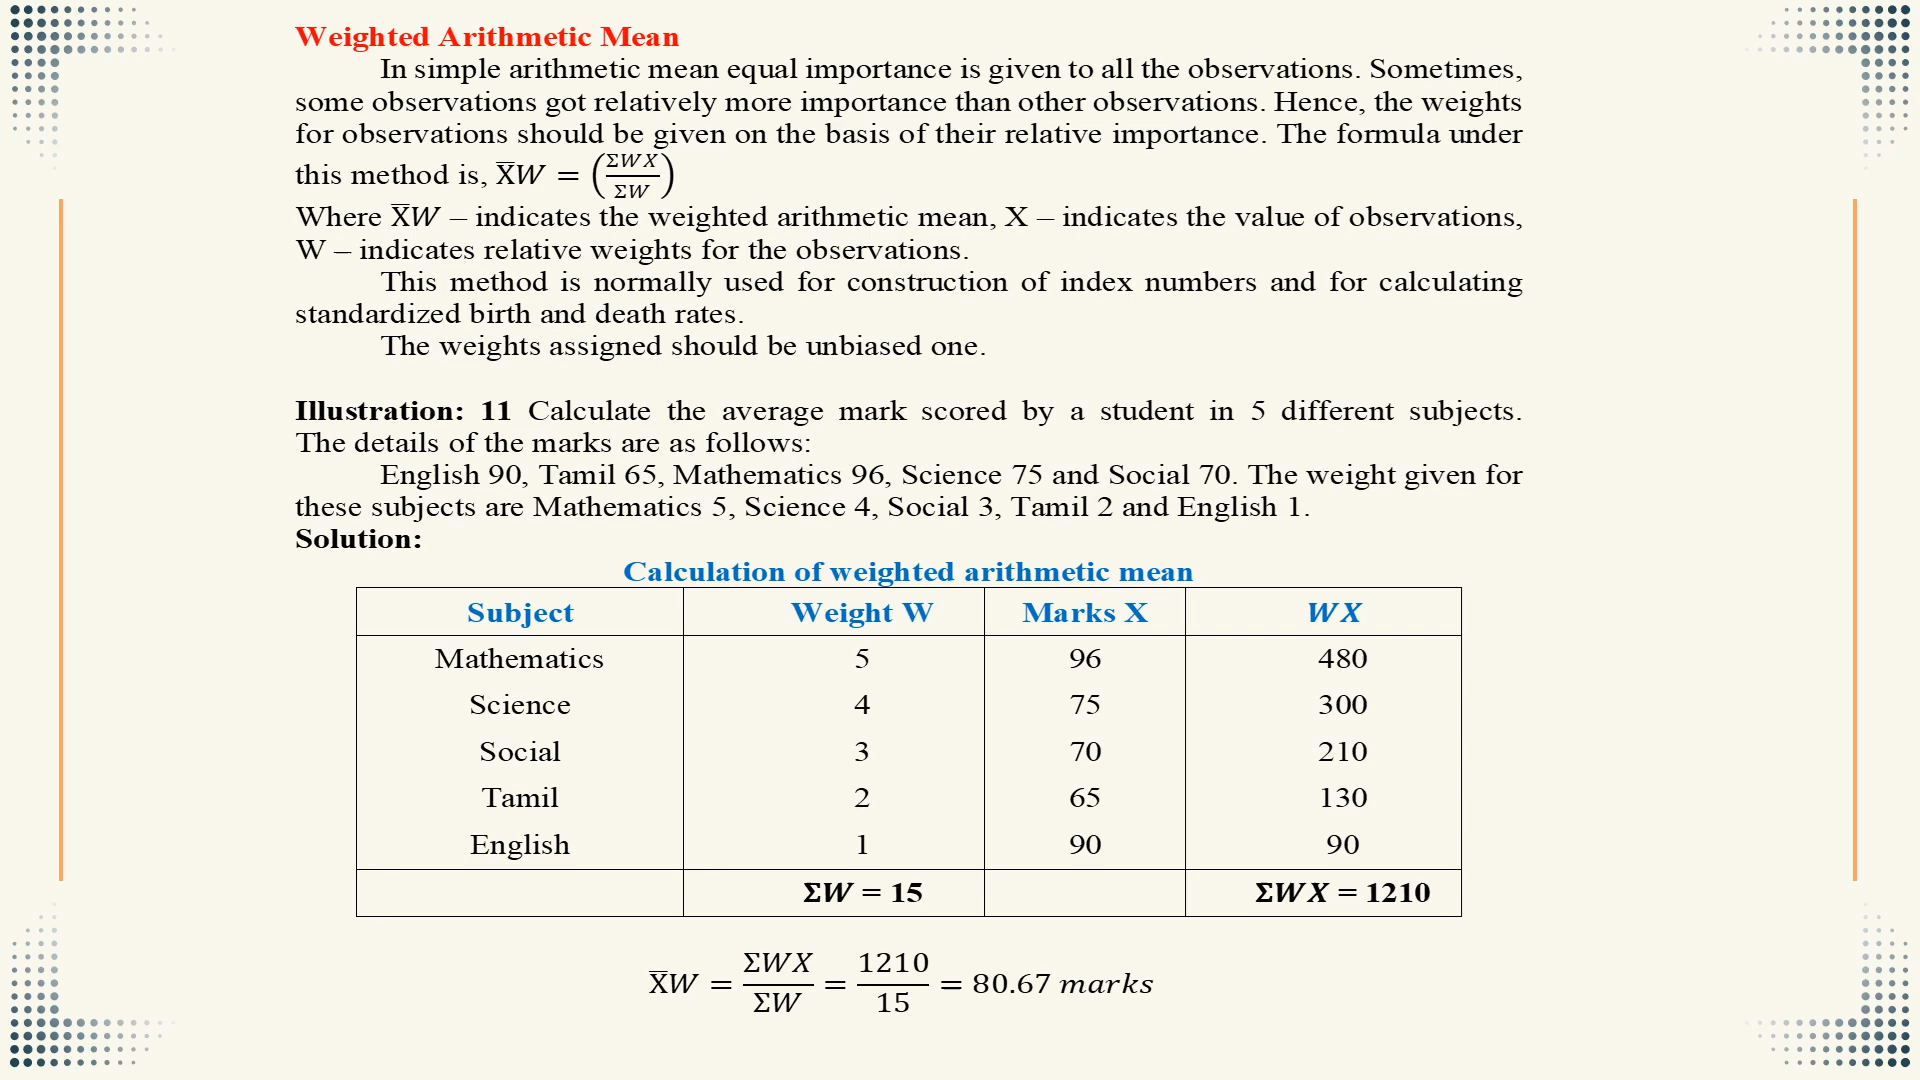 Weighted Arithmetic Mean
In simple arithmetic mean equal importance is given to all the observations. Sometimes,
some observations got relatively more importance than other observations. Hence, the weights
for observations should be given on the basis of their relative importance. The formula under
this method is, X̅W = (ΣWX/ΣW)
Where X̅W – indicates the weighted arithmetic mean, X – indicates the value of observations,
W – indicates relative weights for the observations.
This method is normally used for construction of index numbers and for calculating
standardized birth and death rates.
The weights assigned should be unbiased one.
Illustration: 11 Calculate the average mark scored by a student in 5 different subjects.
The details of the marks are as follows:
English 90, Tamil 65, Mathematics 96, Science 75 and Social 70. The weight given for
these subjects are Mathematics 5, Science 4, Social 3, Tamil 2 and English 1.
Solution:
Calculation of weighted arithmetic mean
Subject Weight W Marks X WX
Mathematics 5 96 480
Science 4 75 300
Social 3 70 210
Tamil 2 65 130
English 1 90 90
ΣW = 15 ΣWX = 1210
X̅W = ΣWX/ΣW = 1210/15 = 80.67 marks